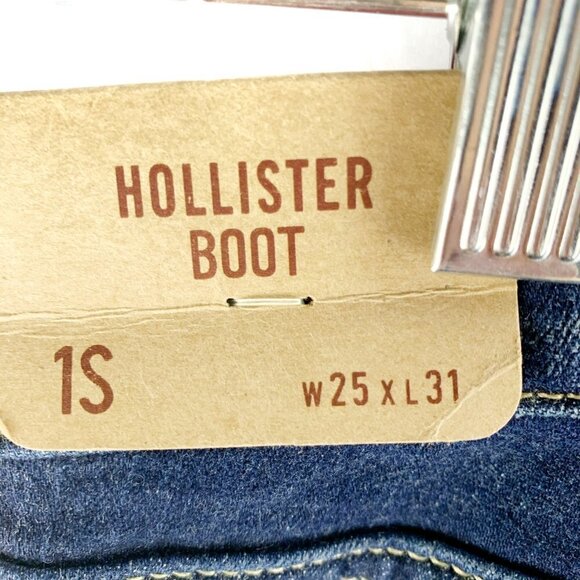 HOLLISTER
BOOT
1S
W25 X L31